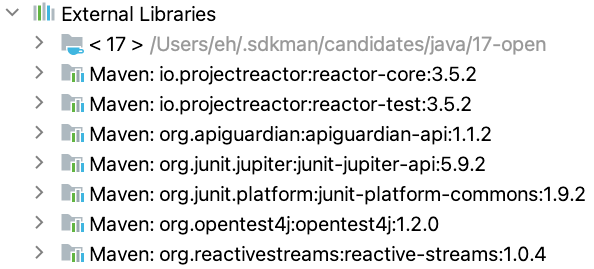 External Libraries
< 17 > /Users/eh/.sdkman/candidates/java/17-open
Maven: io.projectreactor:reactor-core:3.5.2
Maven: io.projectreactor:reactor-test:3.5.2
Maven: org.apiguardian:apiguardian-api:1.1.2
Maven: org.junit.jupiter:junit-jupiter-api:5.9.2
Maven: org.junit.platform:junit-platform-commons:1.9.2
Maven: org.opentest4j:opentest4j:1.2.0
Maven: org.reactivestreams:reactive-streams:1.0.4